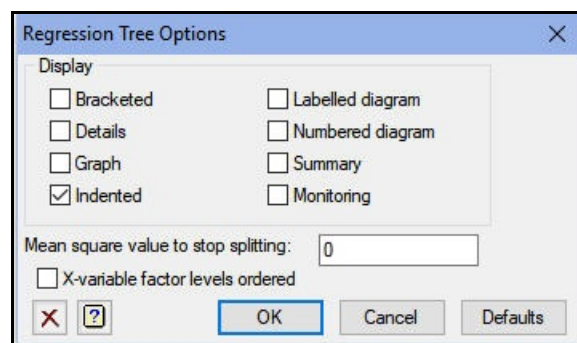 Regression Tree Options
Display
Bracketed
Labelled diagram
Details
Numbered diagram
Graph
Summary
Indented
Monitoring
Mean square value to stop splitting: 0
X-variable factor levels ordered
? OK Cancel Defaults